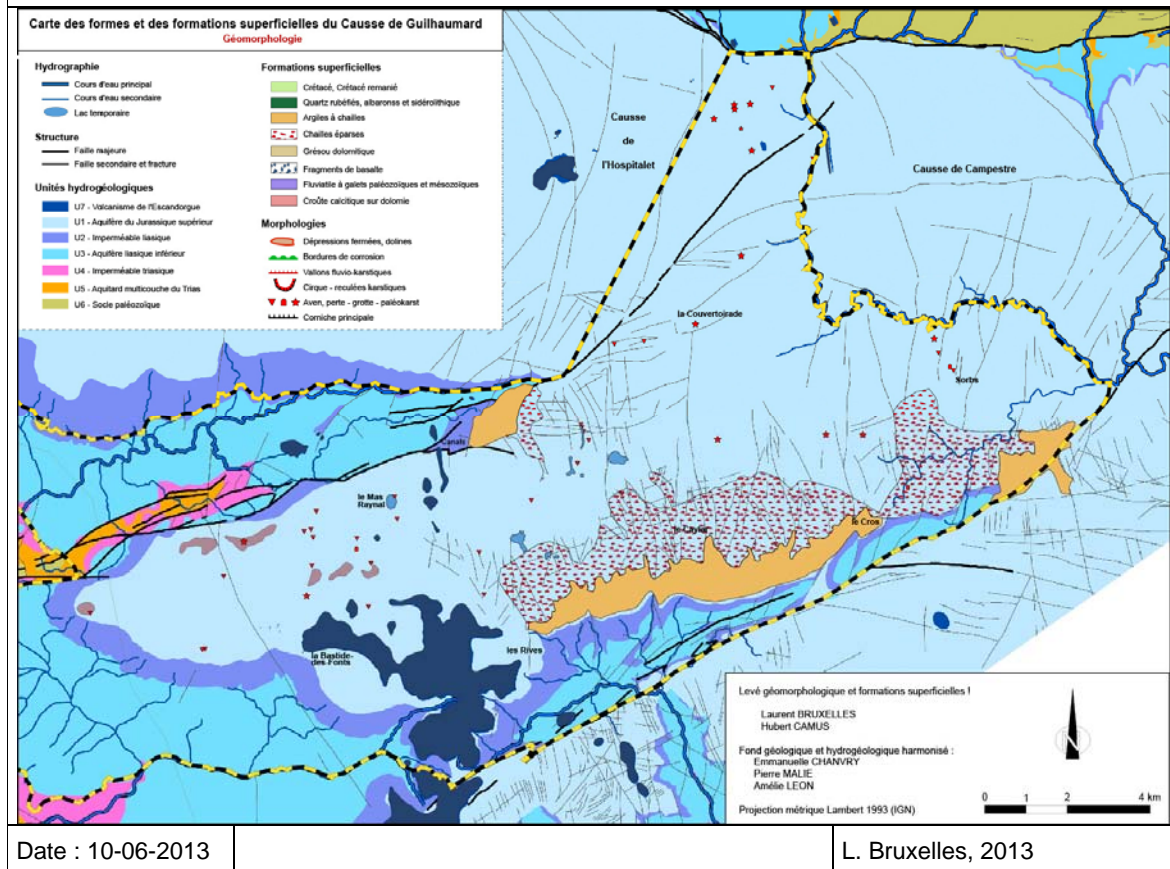 Carte des formes et des formations superficielles du Causse de Guilhaumard
Géomorphologie
Hydrographie
Cours d'eau principal
Cours d'eau secondaire
Lac temporaire
Structure
Faille majeure
Faille secondaire et fracture
Unités hydrogéologiques
U7 - Volcanisme de l'Escandorgue
U1 - Aquifère du Jurassique supérieur
U2 - Imperméable liasique
U3 - Aquifère liasique inférieur
U4 - Imperméable triasique
U5 - Aquitard multicouche du Trias
U6 - Socle paléozoïque
Formations superficielles
Crétacé, Crétacé remanié
Quartz rubéfiés, albarons et sidérolithique
Argiles à chailles
Chailles éparses
Grésou dolomitique
Fragments de basalte
Fluviatile à galets paléozoïques et mésozoïques
Croûte calcitique sur dolomie
Morphologies
Dépressions fermées, dolines
Bordures de corrosion
Vallons fluvio-karstiques
Cirque - reculées karstiques
Aven, perte - grotte - paléokarst
Corniche principale
Causse
de
l'Hospitalet
Causse de Campestre
la Couvertoirade
Sorbs
Canals
le Mas
Raynal
le Caylar
le Cros
la Bastide-
des-Fonts
les Rives
Levé géomorphologique et formations superficielles !
Laurent BRUXELLES
Hubert CAMUS
Fond géologique et hydrogéologique harmonisé :
Emmanuelle CHANVRY
Pierre MALIE
Amélie LEON
Projection métrique Lambert 1993 (IGN)
N
0 1 2 4 km
Date : 10-06-2013
L. Bruxelles, 2013